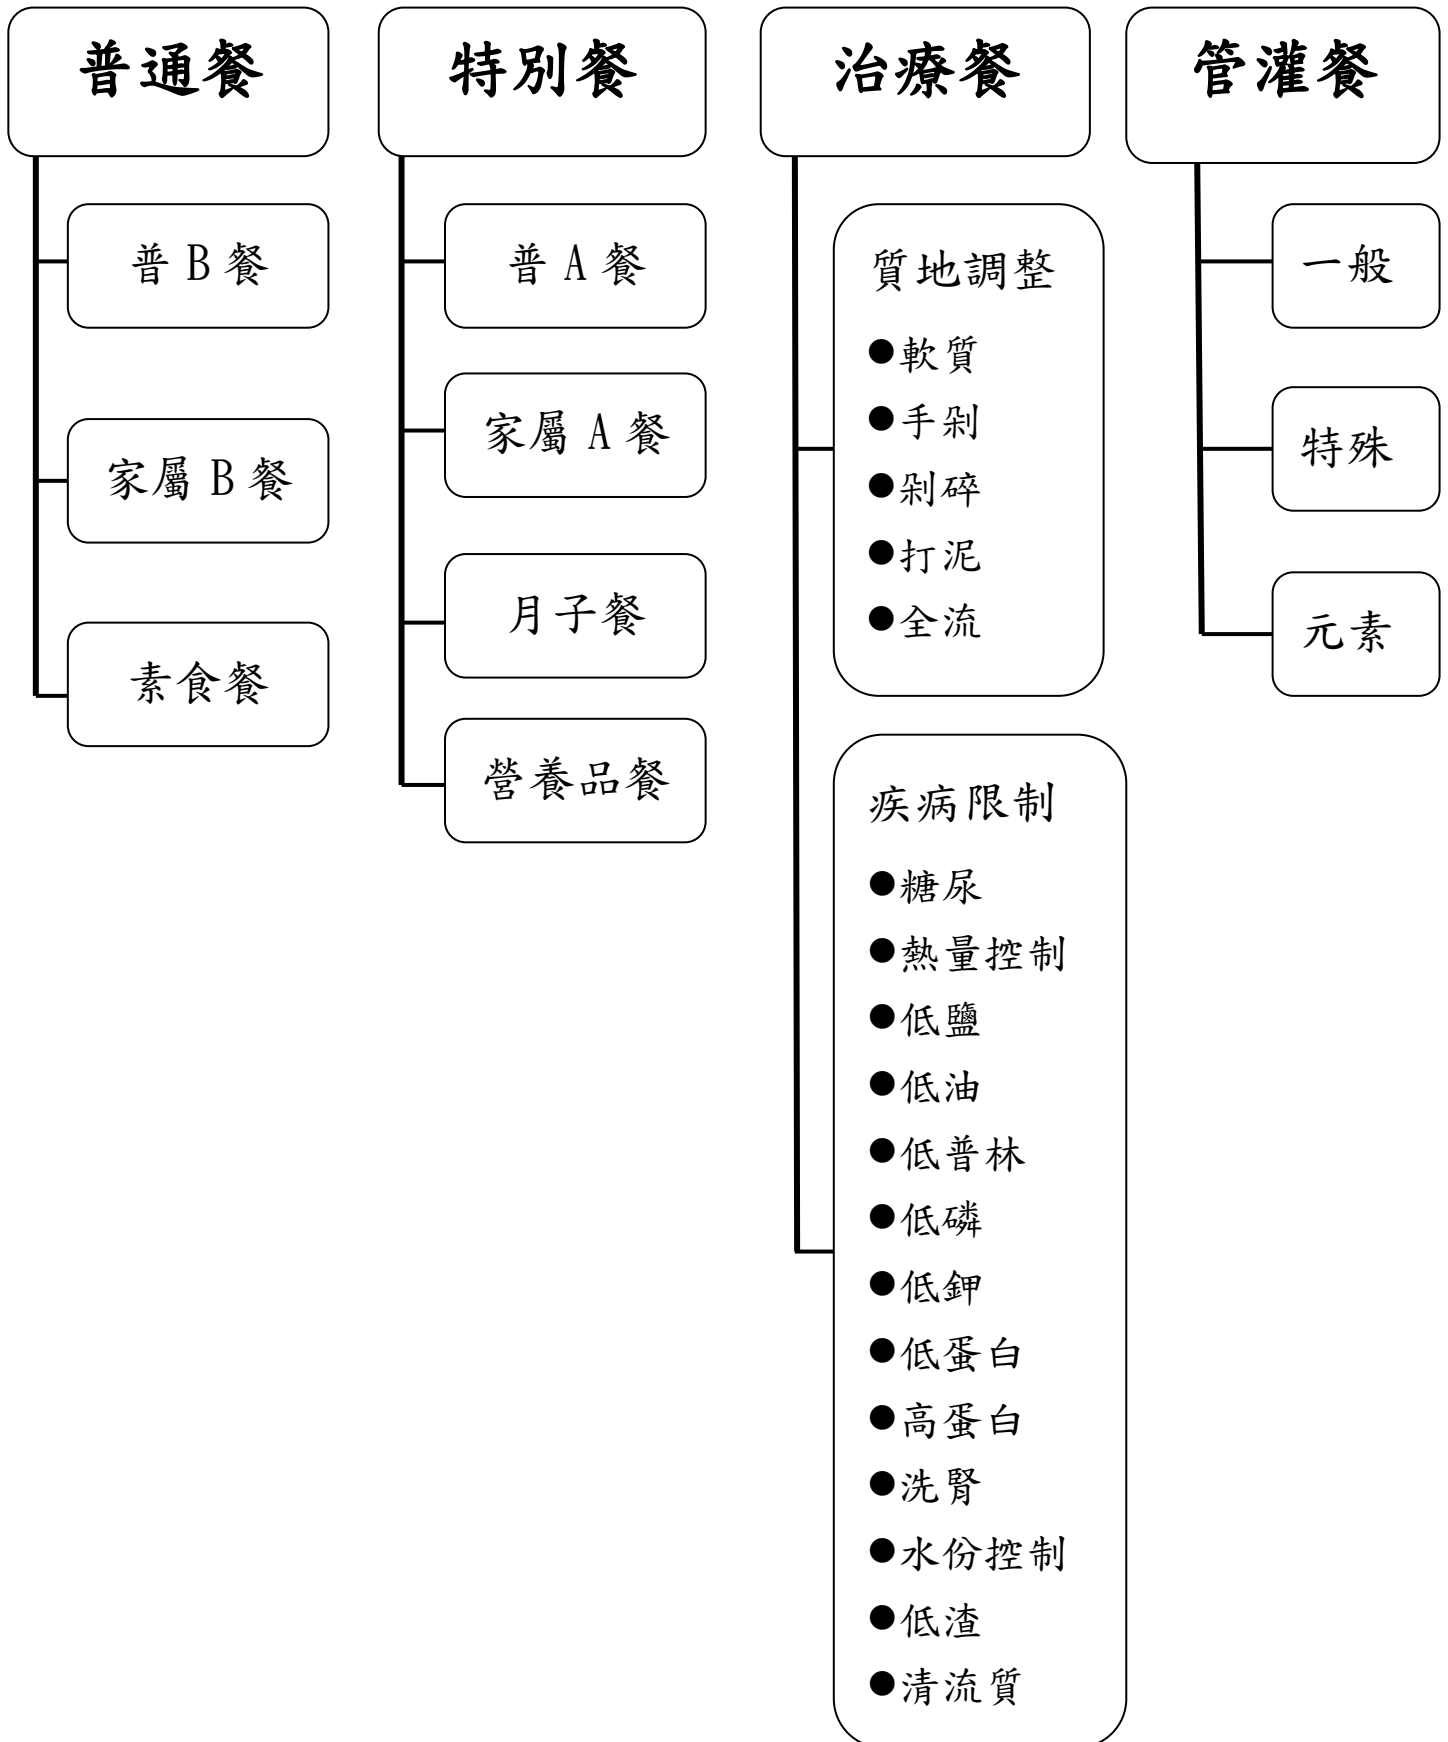 普通餐
普 B 餐
家屬 B 餐
素食餐
特別餐
普 A 餐
家屬 A 餐
月子餐
營養品餐
治療餐
質地調整
●軟質
●手剁
●剁碎
●打泥
●全流
疾病限制
●糖尿
●熱量控制
●低鹽
●低油
●低普林
●低磷
●低鉀
●低蛋白
●高蛋白
●洗腎
●水份控制
●低渣
●清流質
管灌餐
一般
特殊
元素